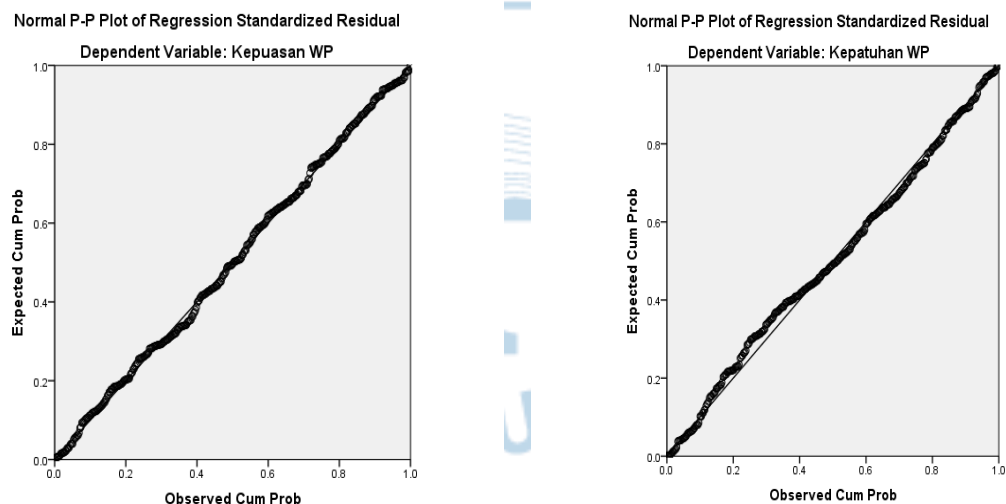 Normal P-P Plot of Regression Standardized Residual
Dependent Variable: Kepuasan WP
1.0
0.8
0.6
0.4
0.2
0.0
Expected Cum Prob
0.0 0.2 0.4 0.6 0.8 1.0
Observed Cum Prob
Normal P-P Plot of Regression Standardized Residual
Dependent Variable: Kepatuhan WP
1.0
0.8
0.6
0.4
0.2
0.0
Expected Cum Prob
0.0 0.2 0.4 0.6 0.8 1.0
Observed Cum Prob